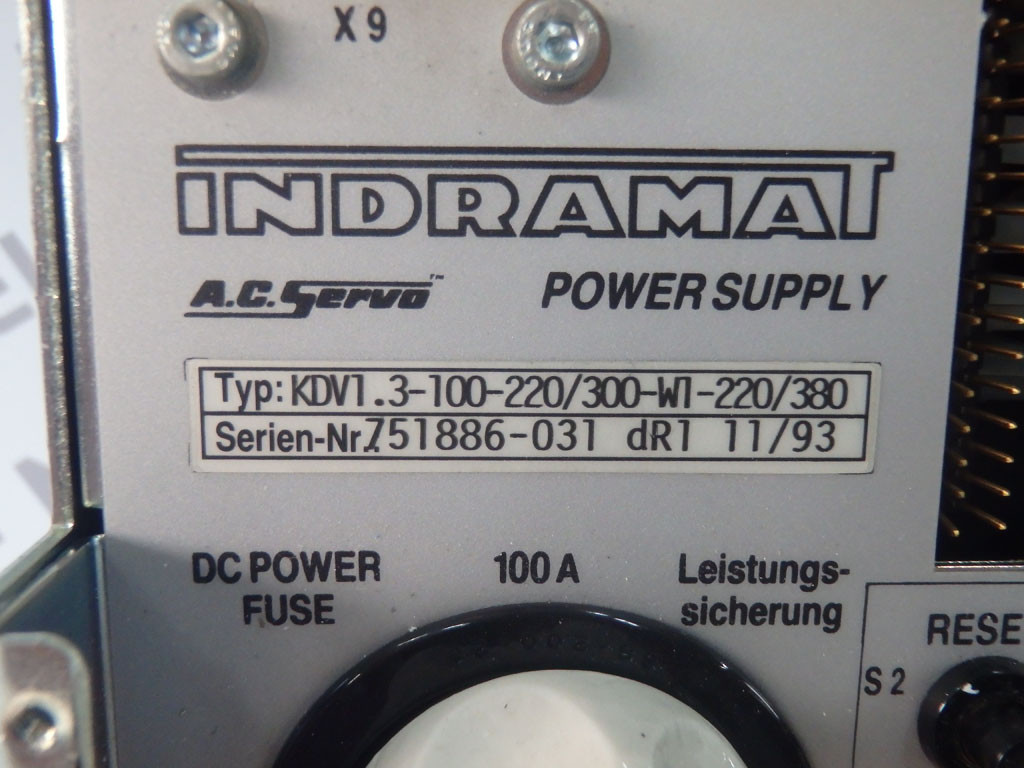 X 9
INDRAMAT
A.C. Servo™ POWER SUPPLY
Typ: KDV1.3-100-220/300-W1-220/380
Serien-Nr. 751886-031 dR1 11/93
DC POWER FUSE
100 A
Leistungs-
sicherung
RESE
S 2